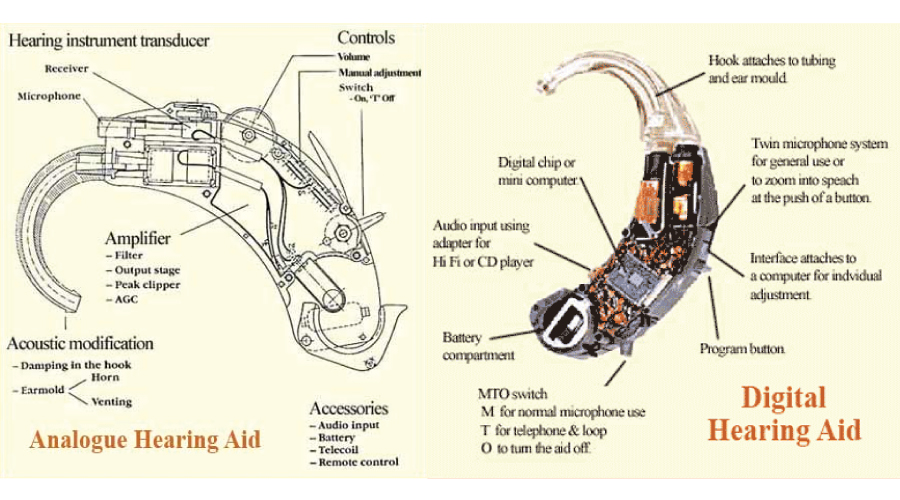 Hearing instrument transducer
Receiver
Microphone
Controls
Volume
Manual adjustment
Switch
- On, 'T' Off
Amplifier
- Filter
- Output stage
- Peak clipper
- AGC
Acoustic modification
- Damping in the hook
Horn
- Earmold
Venting
Accessories
- Audio input
- Battery
- Telecoil
- Remote control
Analogue Hearing Aid
Hook attaches to tubing
and ear mould.
Twin microphone system
for general use or
to zoom into speach
at the push of a button.
Digital chip or
mini computer.
Audio input using
adapter for
Hi Fi or CD player
Interface attaches to
a computer for indvidual
adjustment.
Battery
compartment
Program button.
MTO switch
M for normal microphone use
T for telephone & loop
O to turn the aid off.
Digital
Hearing Aid